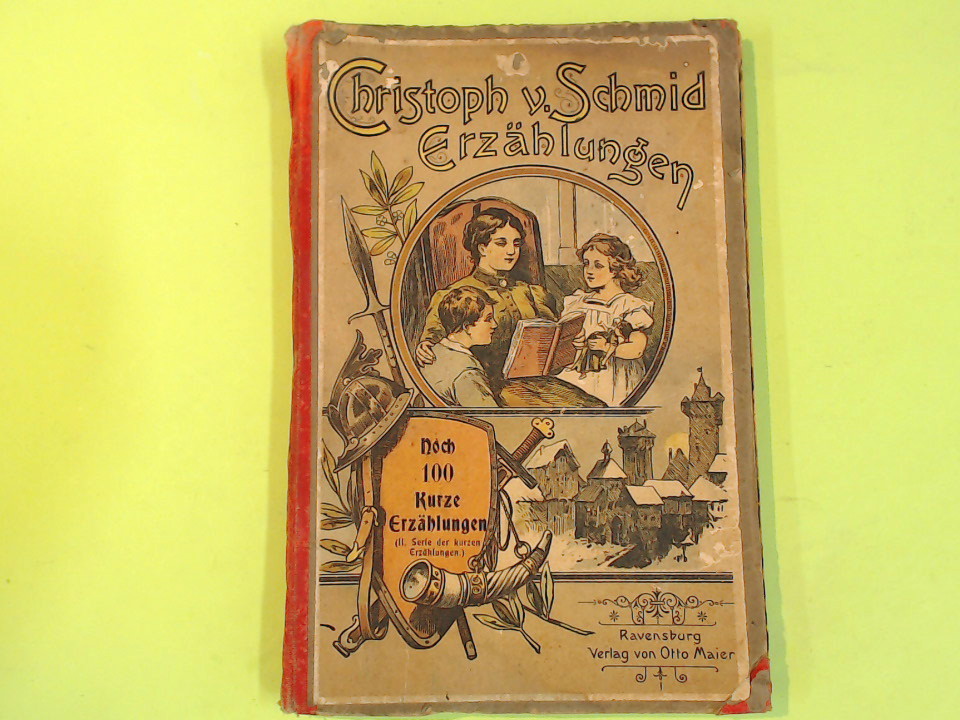 Christoph v. Schmid
Erzählungen
Noch
100
Kurze
Erzählungen
(II. Serie der kurzen
Erzählungen.)
Ravensburg
Verlag von Otto Maier